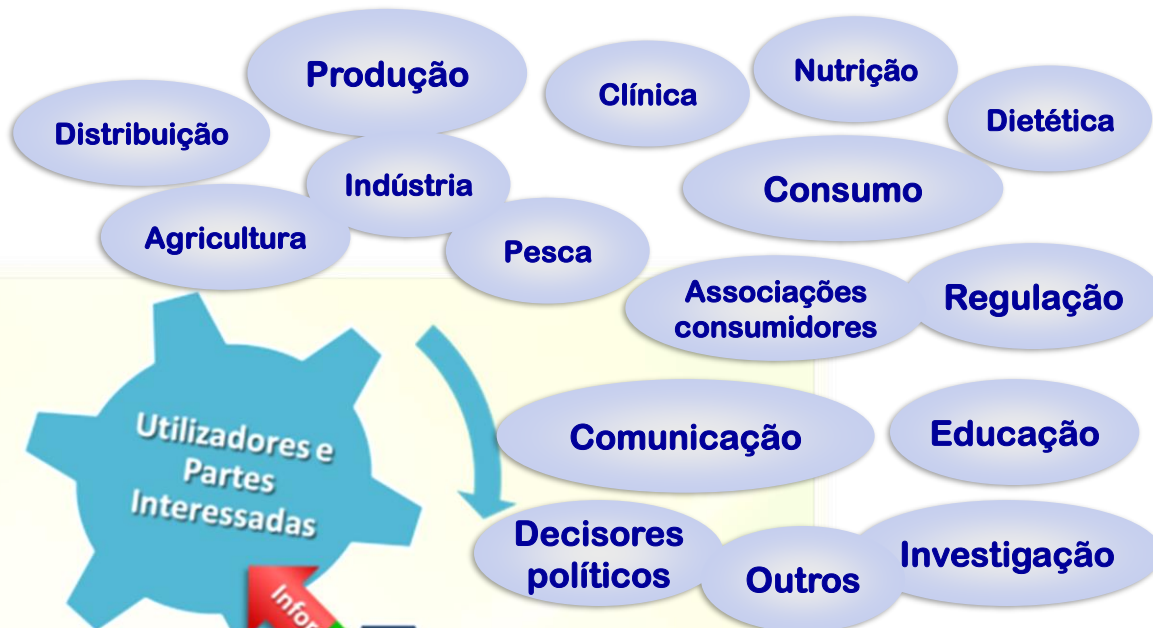 Produção
Clínica
Nutrição
Distribuição
Dietética
Indústria
Consumo
Agricultura
Pesca
Associações
consumidores
Regulação
Utilizadores e
Partes
Interessadas
Comunicação
Educação
Decisores
políticos
Outros
Investigação